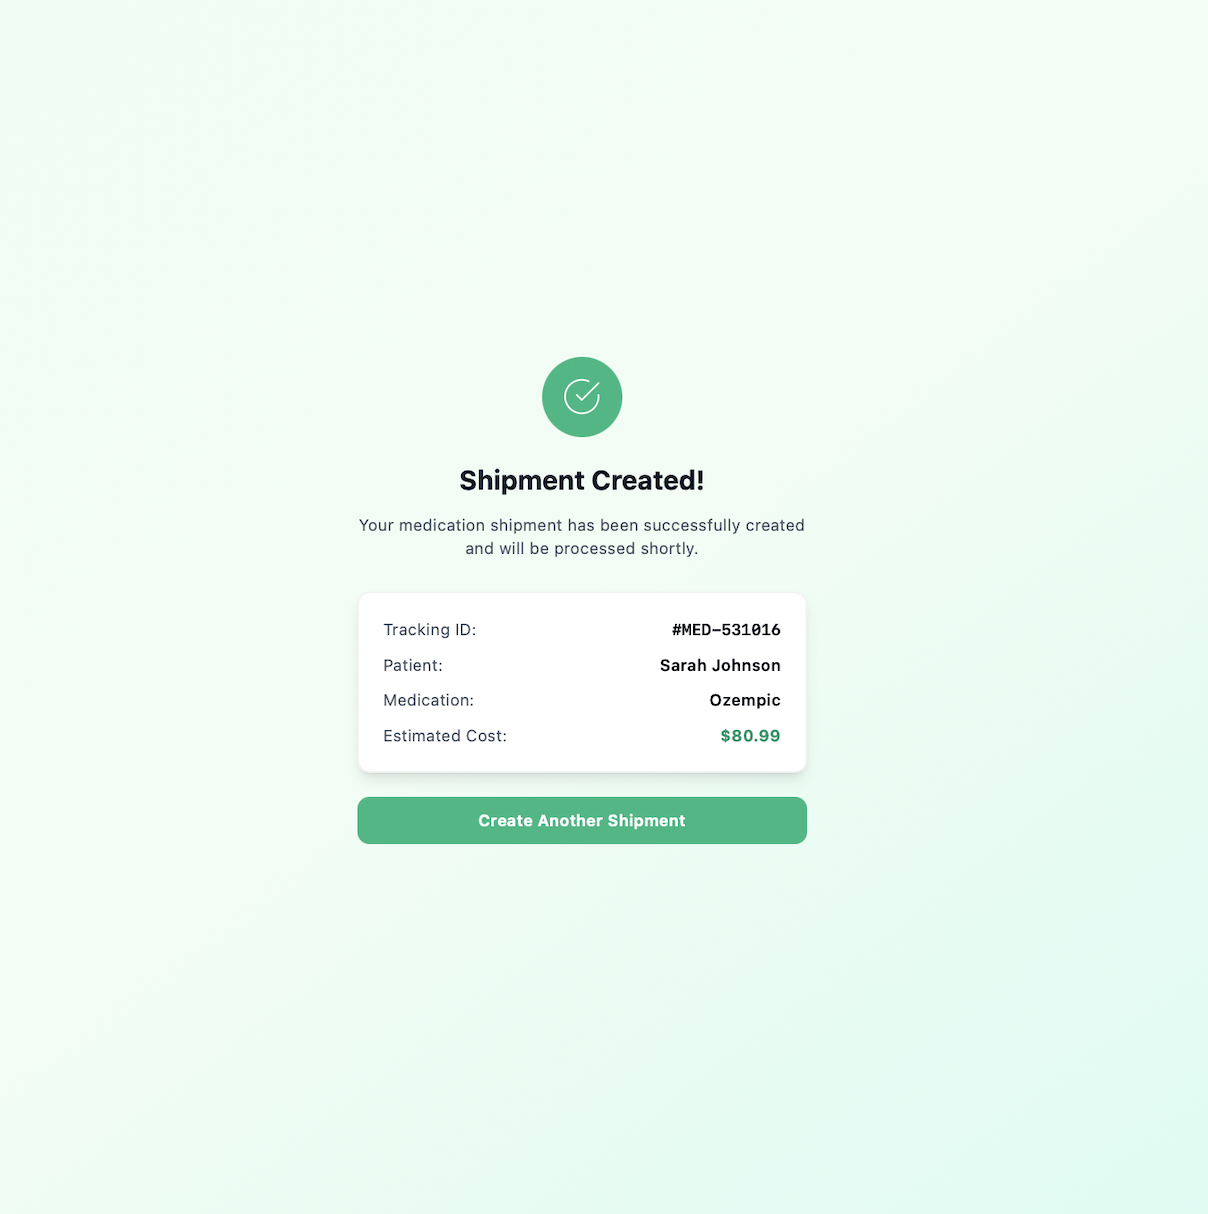 Shipment Created!
Your medication shipment has been successfully created
and will be processed shortly.
Tracking ID: #MED-531016
Patient: Sarah Johnson
Medication: Ozempic
Estimated Cost: $80.99
Create Another Shipment